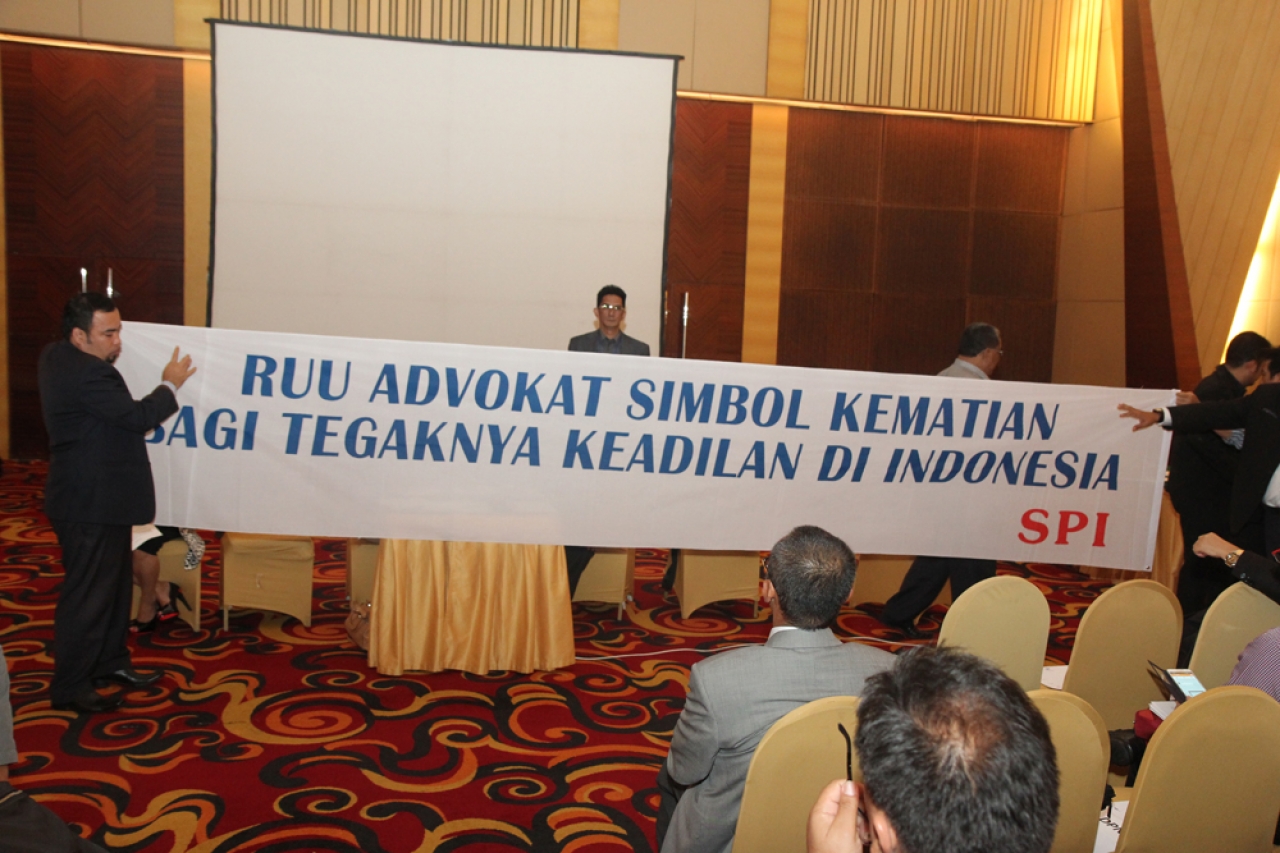 RUU ADVOKAT SIMBOL KEMATIAN
BAGI TEGAKNYA KEADILAN DI INDONESIA
SPI